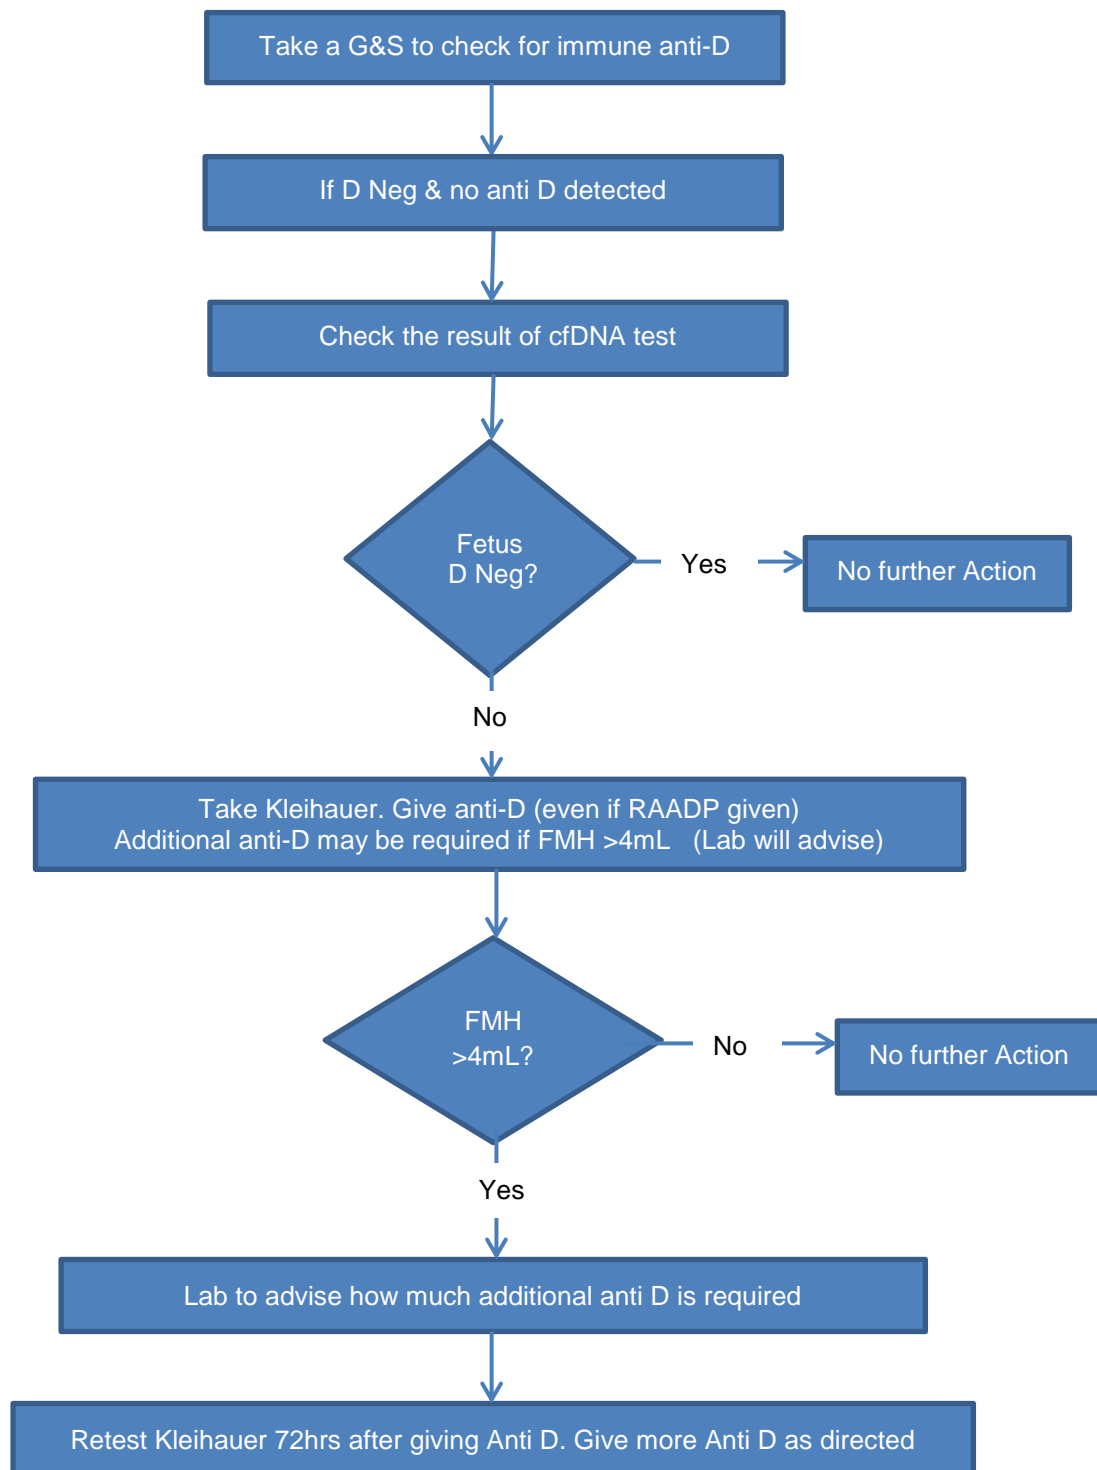 Take a G&S to check for immune anti-D
If D Neg & no anti D detected
Check the result of cfDNA test
Fetus
D Neg?
Yes
No further Action
No
Take Kleihauer. Give anti-D (even if RAADP given)
Additional anti-D may be required if FMH >4mL (Lab will advise)
FMH
>4mL?
No
No further Action
Yes
Lab to advise how much additional anti D is required
Retest Kleihauer 72hrs after giving Anti D. Give more Anti D as directed